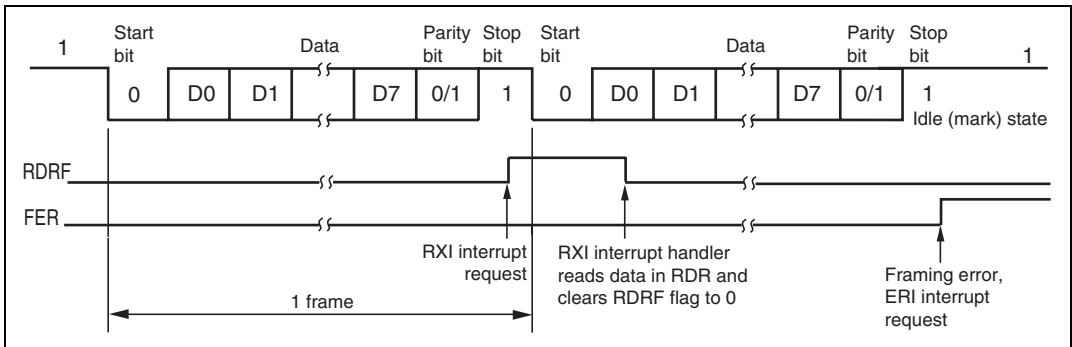 Start bit
Data
Parity bit
Stop bit
Start bit
Data
Parity bit
Stop bit
1
1
0
D0
D1
D7
0/1
1
0
D0
D1
D7
0/1
1
Idle (mark) state
RDRF
FER
RXI interrupt
request
RXI interrupt handler
reads data in RDR and
clears RDRF flag to 0
Framing error,
ERI interrupt
request
1 frame